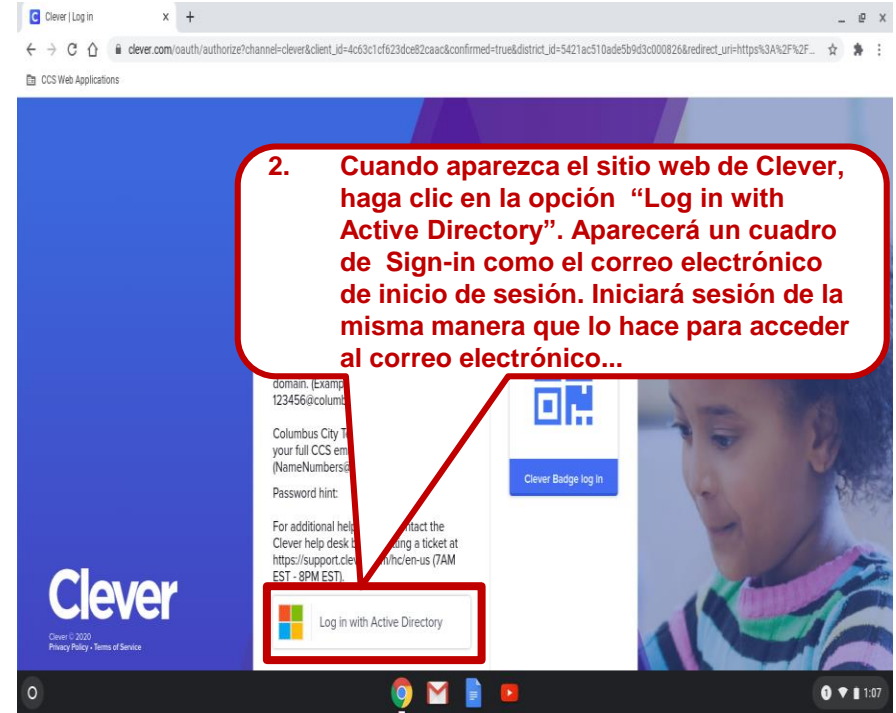 Clever | Log in
clever.com/oauth/authorize?channel=clever&client_id=4c63c1cf623dce82caac&confirmed=true&district_id=5421ac510ade5b9d3c000826&redirect_uri=https%3A%2F%2F...
CCS Web Applications
2. Cuando aparezca el sitio web de Clever,
haga clic en la opción “Log in with
Active Directory”. Aparecerá un cuadro
de Sign-in como el correo electrónico
de inicio de sesión. Iniciará sesión de la
misma manera que lo hace para acceder
al correo electrónico...
domain. (Examp
123456@columb
Columbus City
your full CCS em
(NameNumbers@
Password hint:
For additional help ntact the
Clever help desk ing a ticket at
https://support.clev m/hc/en-us (7AM
EST - 8PM EST).
Log in with Active Directory
Clever Badge log in
Clever
Clever © 2020
Privacy Policy - Terms of Service
1 1:07